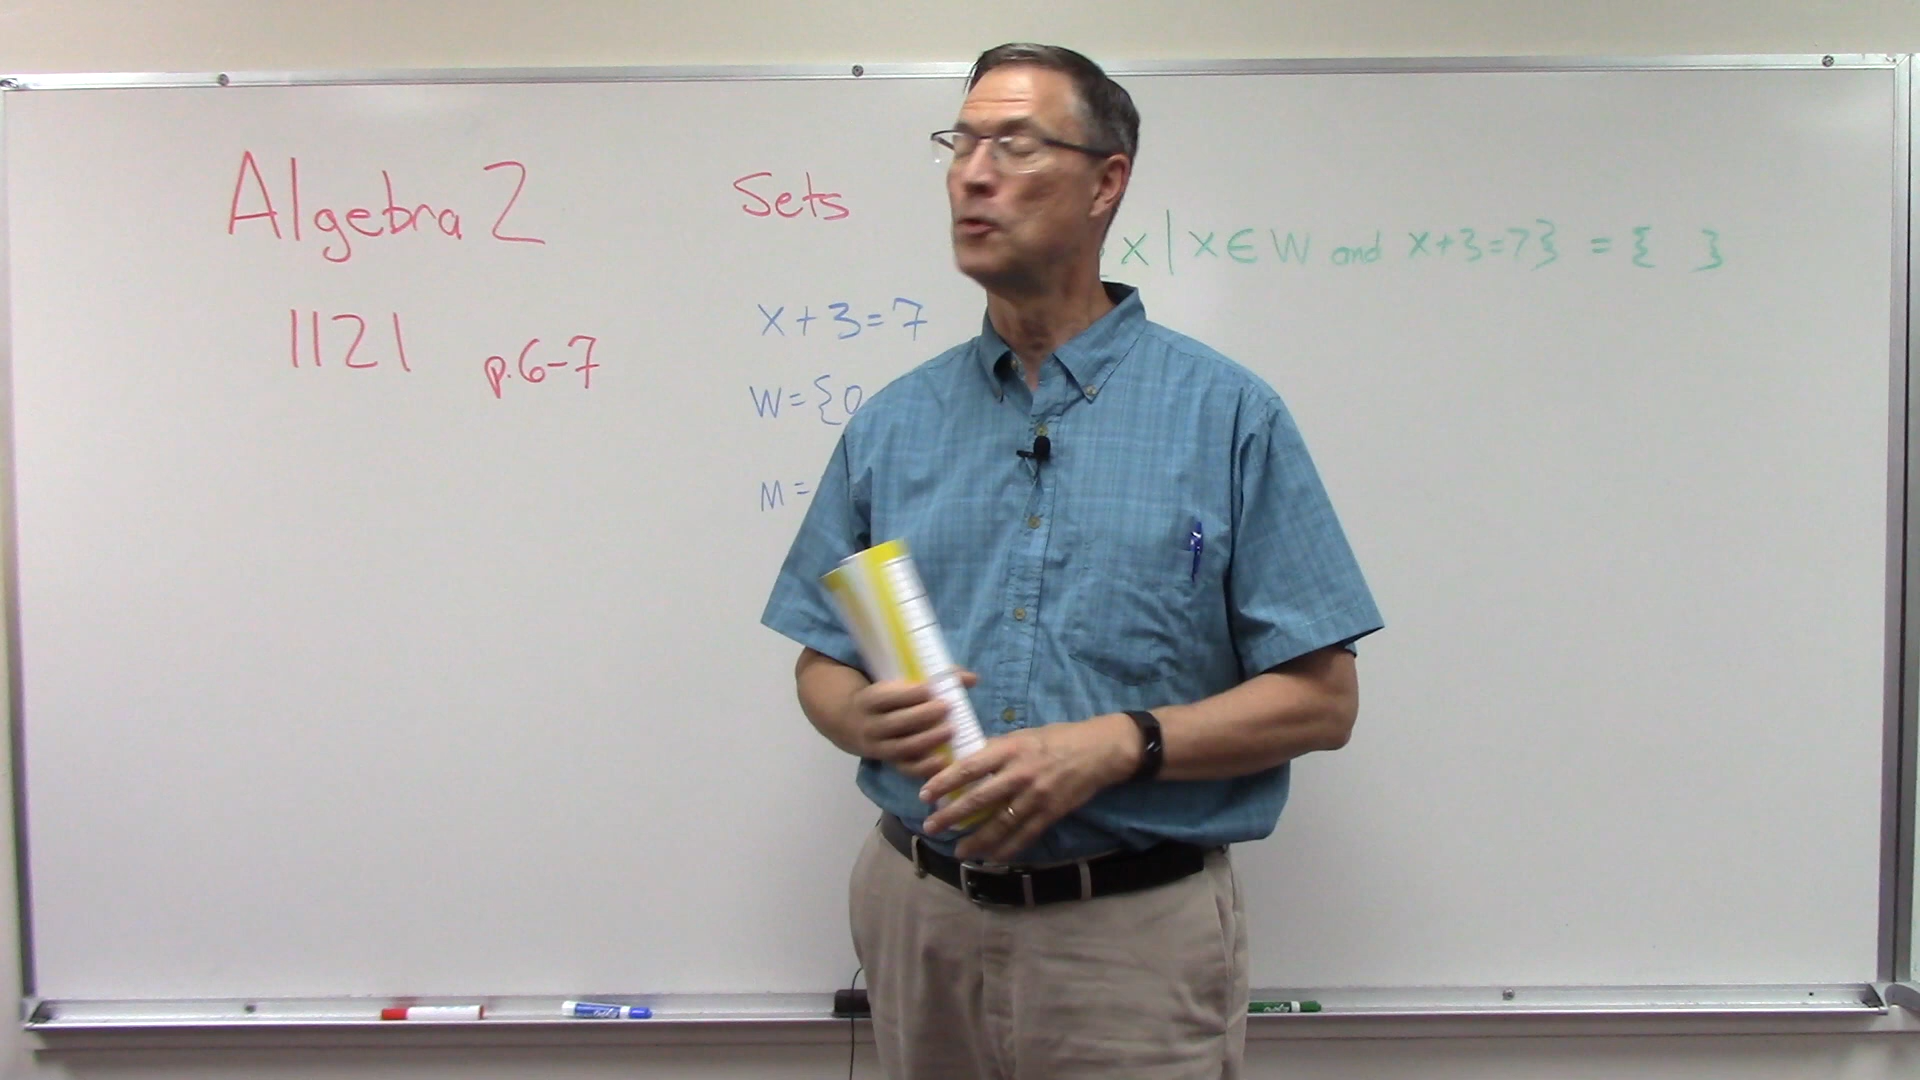 Algebra 2
1121 p.6-7
Sets
x+3=7
W={0
M=
x|x∈W and x+3=7} = { }